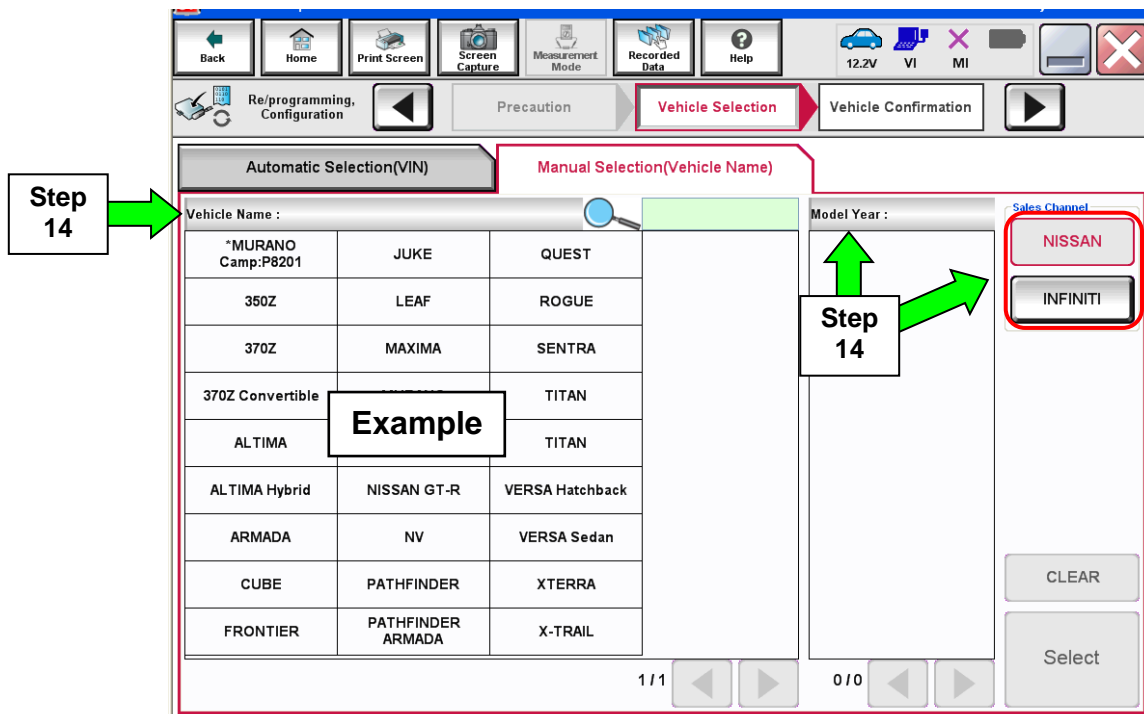 Back
Home
Print Screen
Screen
Capture
Measurement
Mode
Recorded
Data
Help
12.2V
VI
MI
Re/programming,
Configuration
Precaution
Vehicle Selection
Vehicle Confirmation
Automatic Selection(VIN)
Manual Selection(Vehicle Name)
Step
14
Vehicle Name :
Model Year :
Sales Channel
*MURANO
Camp:P8201
JUKE
QUEST
NISSAN
350Z
LEAF
ROGUE
INFINITI
Step
14
370Z
MAXIMA
SENTRA
370Z Convertible
TITAN
Example
ALTIMA
TITAN
ALTIMA Hybrid
NISSAN GT-R
VERSA Hatchback
ARMADA
NV
VERSA Sedan
CUBE
PATHFINDER
XTERRA
CLEAR
FRONTIER
PATHFINDER
ARMADA
X-TRAIL
Select
1/1
0/0